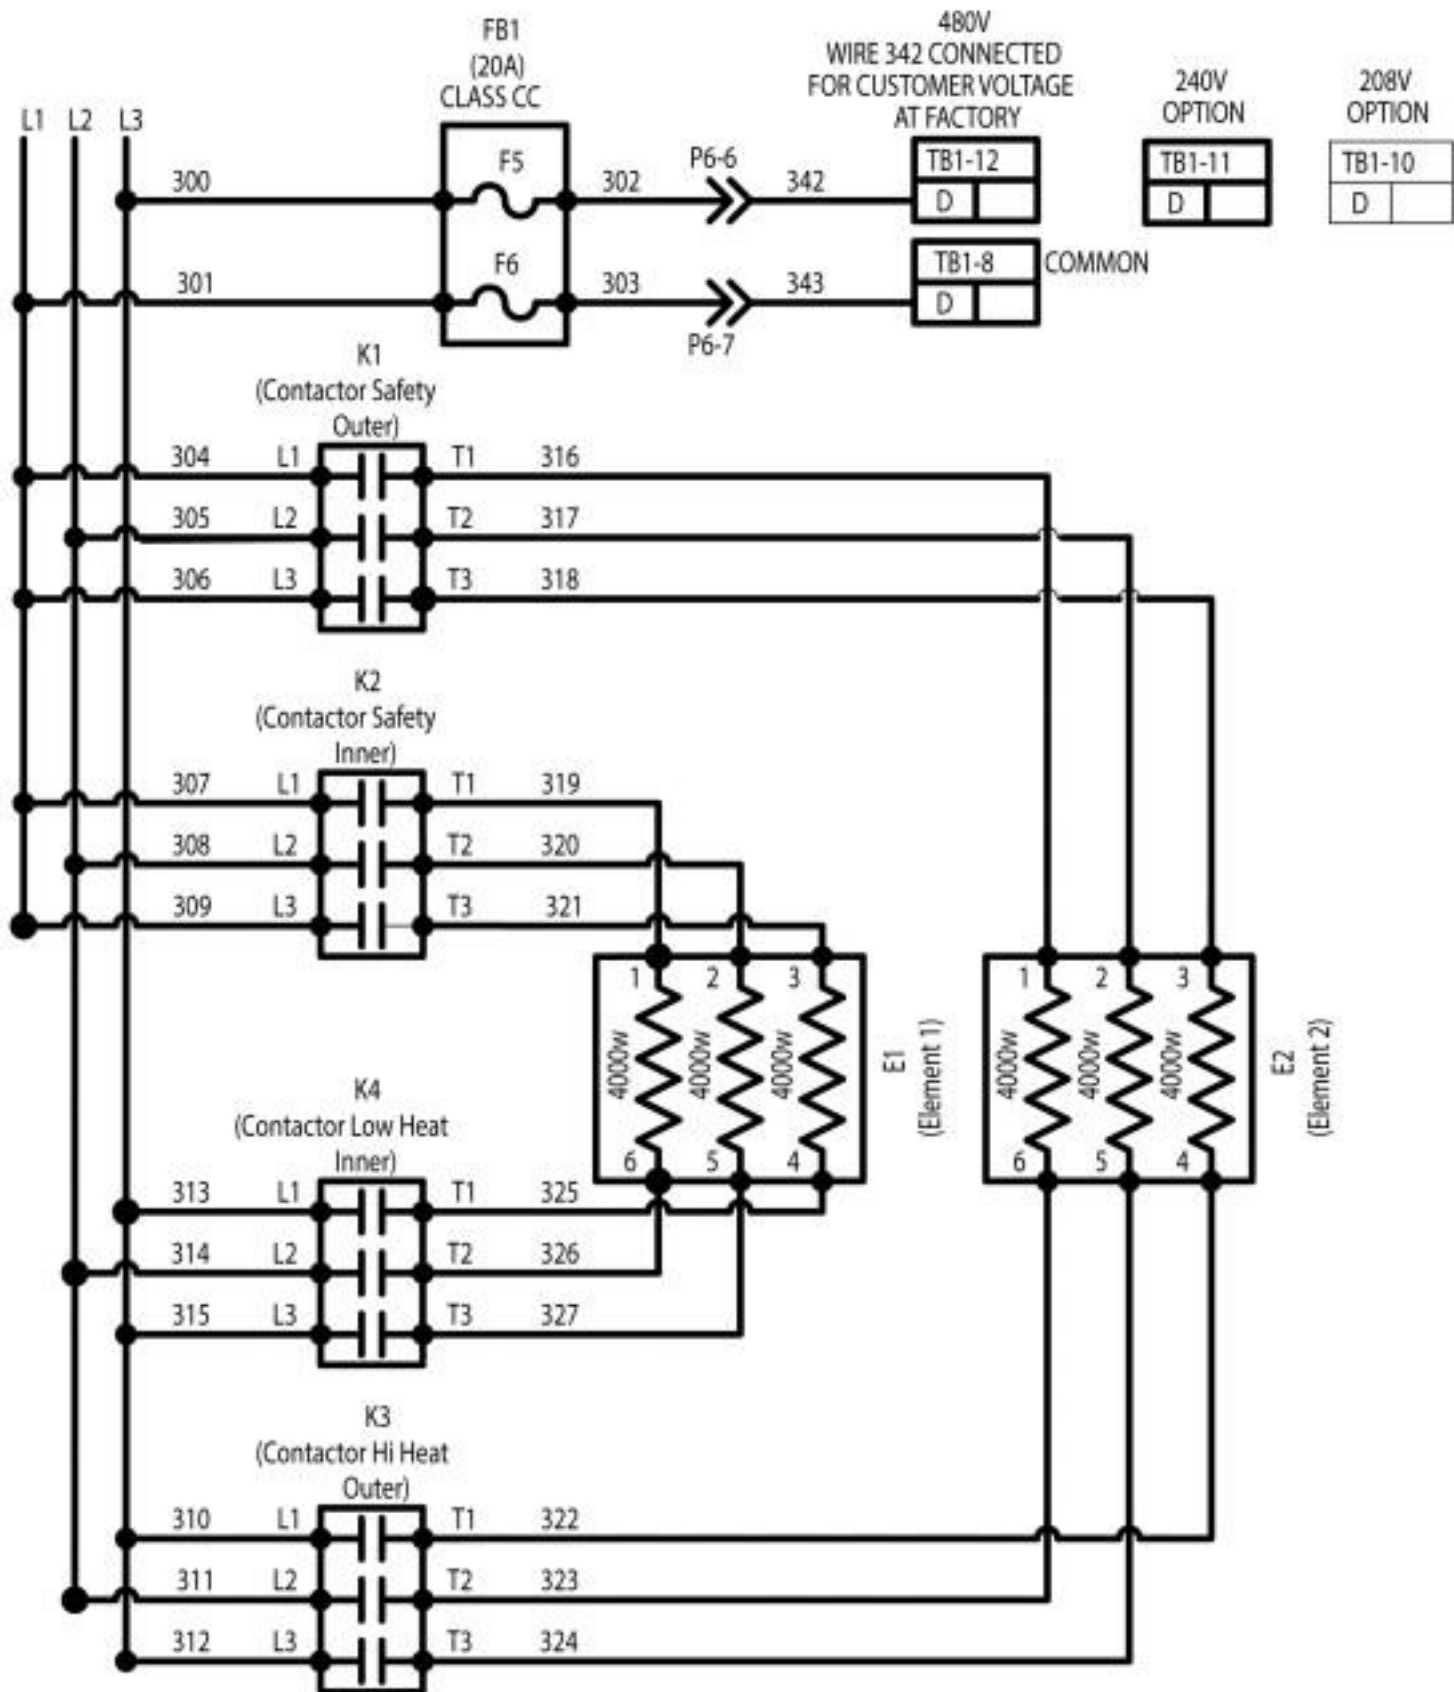 FB1
(20A)
CLASS CC
480V
WIRE 342 CONNECTED
FOR CUSTOMER VOLTAGE
AT FACTORY
240V
OPTION
208V
OPTION
L1 L2 L3
300 F5 302 P6-6 342 TB1-12 TB1-11 TB1-10
D D D
301 F6 303 P6-7 343 TB1-8 COMMON
D
K1
(Contactor Safety
Outer)
304 L1 T1 316
305 L2 T2 317
306 L3 T3 318
K2
(Contactor Safety
Inner)
307 L1 T1 319
308 L2 T2 320
309 L3 T3 321
1 2 3 1 2 3
4000w 4000w 4000w
E1
(Element 1)
4000w 4000w 4000w
E2
(Element 2)
6 5 4 6 5 4
K4
(Contactor Low Heat
Inner)
313 L1 T1 325
314 L2 T2 326
315 L3 T3 327
K3
(Contactor Hi Heat
Outer)
310 L1 T1 322
311 L2 T2 323
312 L3 T3 324